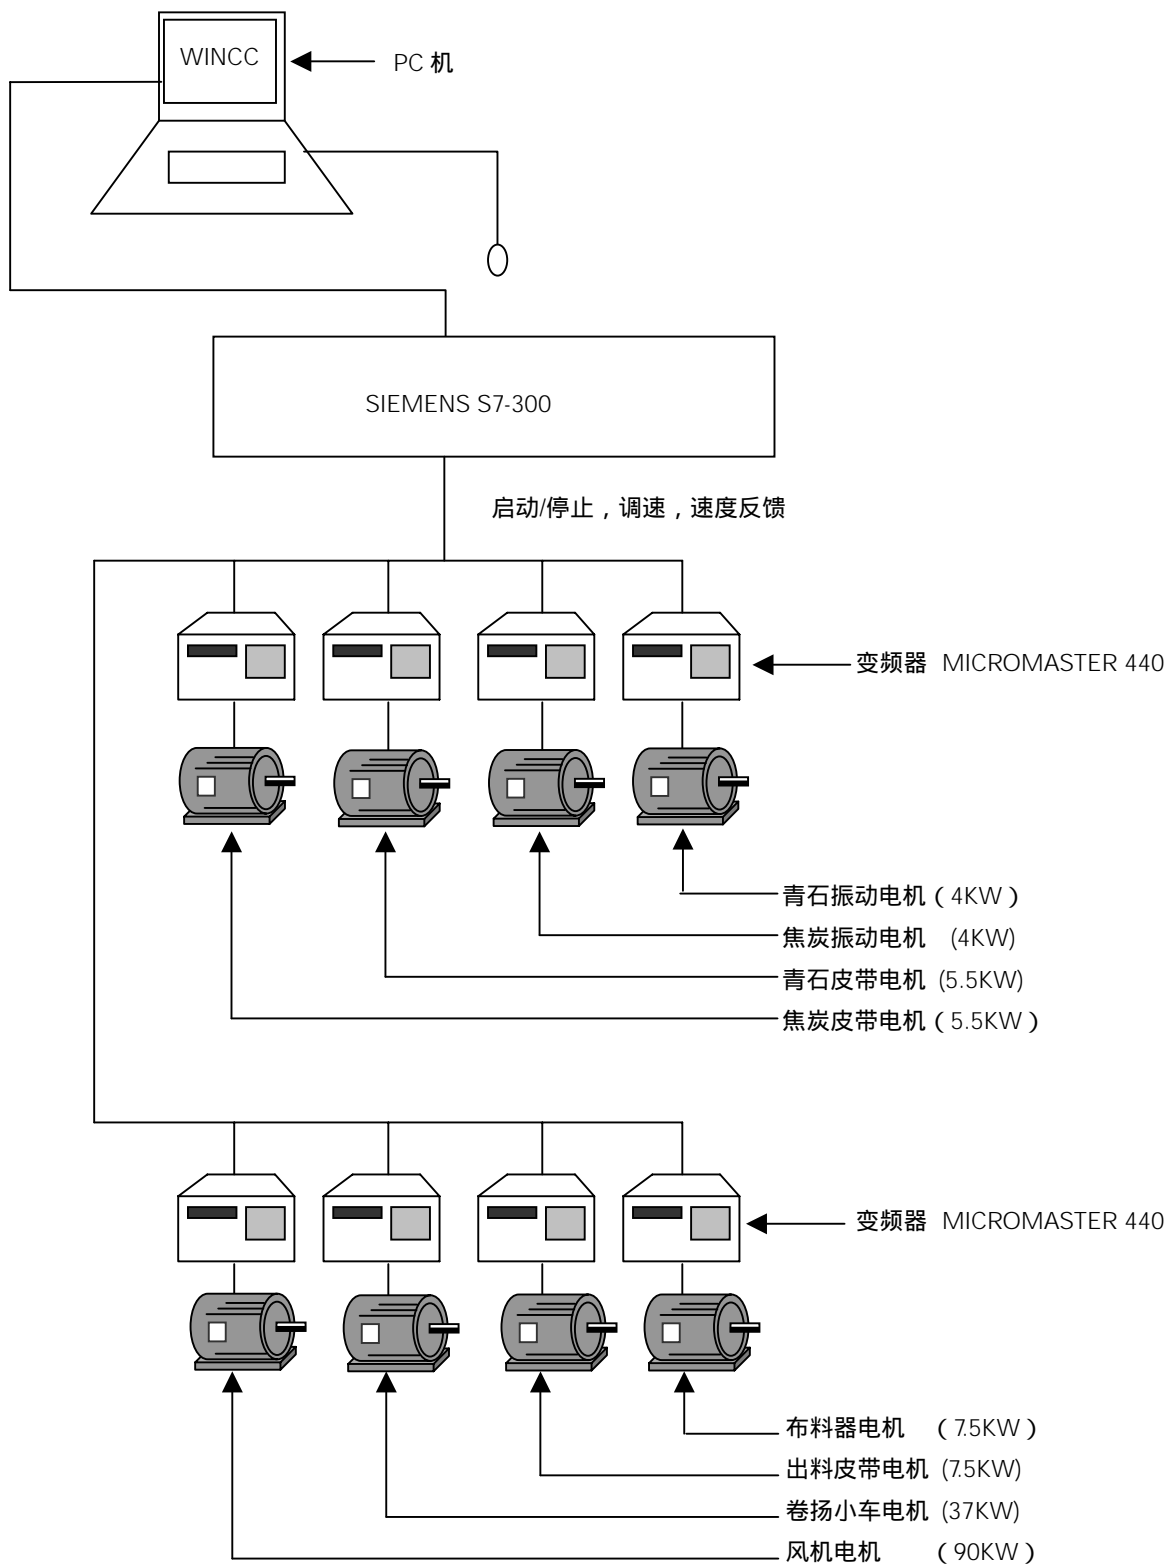 WINCC
PC 机
SIEMENS S7-300
启动/停止，调速，速度反馈
变频器 MICROMASTER 440
青石振动电机（4KW）
焦炭振动电机 (4KW)
青石皮带电机 (5.5KW)
焦炭皮带电机（5.5KW）
变频器 MICROMASTER 440
布料器电机 （7.5KW）
出料皮带电机 (7.5KW)
卷扬小车电机 (37KW)
风机电机 （90KW）